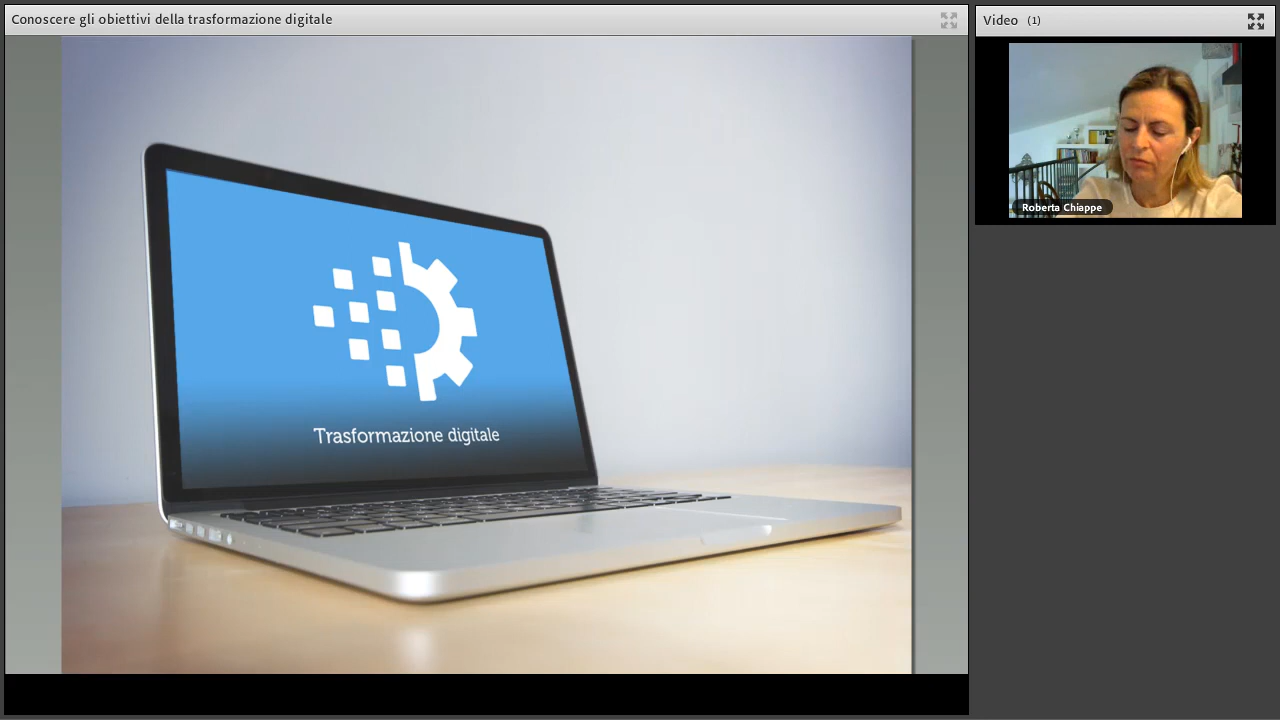 Conoscere gli obiettivi della trasformazione digitale
Video (1)
Roberta Chiappe
Trasformazione digitale